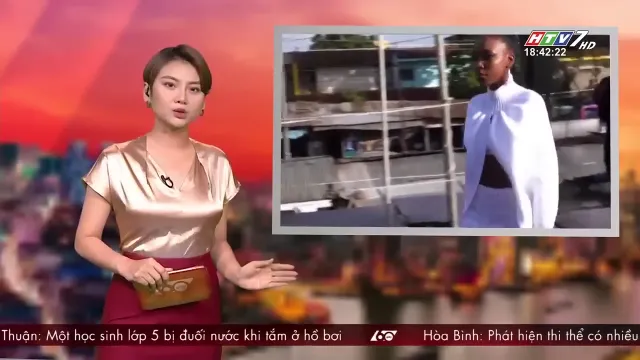 HTV7 HD
18:42:22
Thuận: Một học sinh lớp 5 bị đuối nước khi tắm ở hồ bơi 60 Hòa Bình: Phát hiện thi thể có nhiều